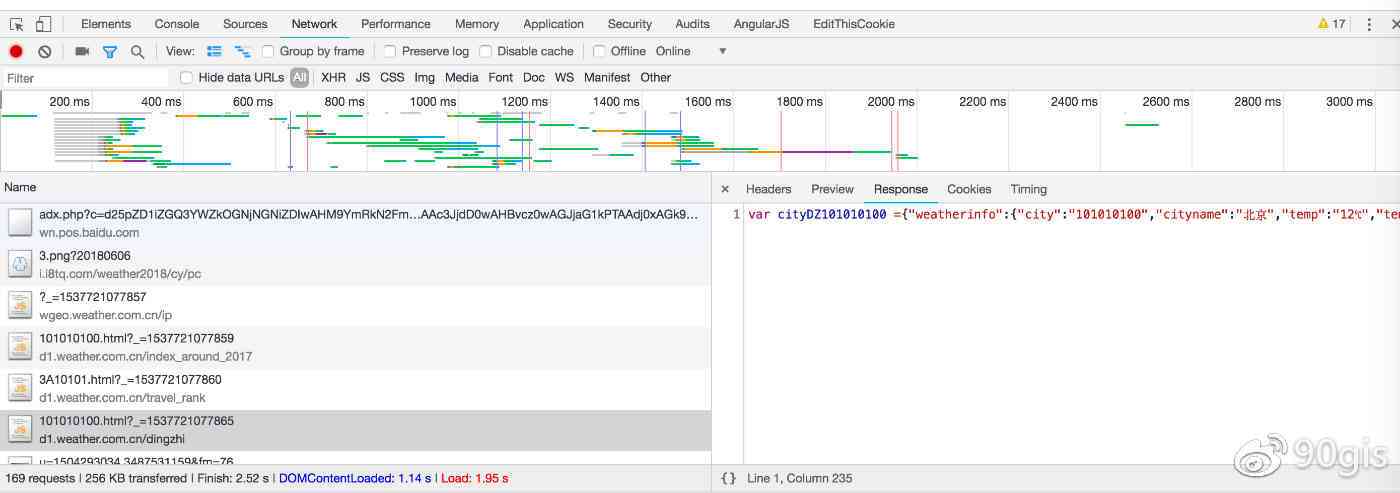 Elements Console Sources Network Performance Memory Application Security Audits AngularJS EditThisCookie 17
View: Group by frame Preserve log Disable cache Offline Online
Filter Hide data URLs All XHR JS CSS Img Media Font Doc WS Manifest Other
200 ms 400 ms 600 ms 800 ms 1000 ms 1200 ms 1400 ms 1600 ms 1800 ms 2000 ms 2200 ms 2400 ms 2600 ms 2800 ms 3000 ms
Name
adx.php?c=d25pZD1iZGQ3YWZkOGNjNGNiZDIwAHM9YmRkN2Fm…AAc3JjdD0wAHBvcz0wAGJjaG1kPTAAdj0xAGk9…
wn.pos.baidu.com
3.png?20180606
i.i8tq.com/weather2018/cy/pc
?_=1537721077857
wgeo.weather.com.cn/ip
101010100.html?_=1537721077859
d1.weather.com.cn/index_around_2017
3A10101.html?_=1537721077860
d1.weather.com.cn/travel_rank
101010100.html?_=1537721077865
d1.weather.com.cn/dingzhi
u=1504293034,3487531159&fm=76
169 requests | 256 KB transferred | Finish: 2.52 s | DOMContentLoaded: 1.14 s | Load: 1.95 s
× Headers Preview Response Cookies Timing
1 var cityDZ101010100 ={"weatherinfo":{"city":"101010100","cityname":"北京","temp":"12℃","te
{} Line 1, Column 235
90gis